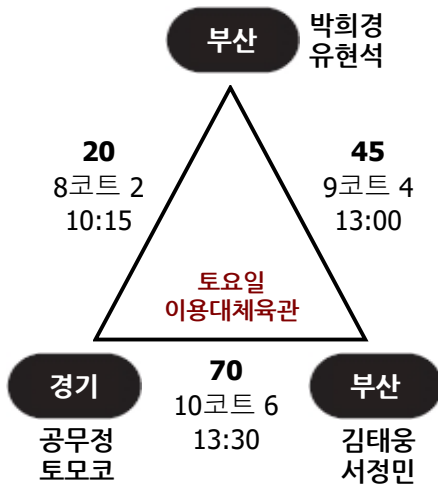 부산
박희경
유현석
20
8코트 2
10:15
45
9코트 4
13:00
토요일
이용대체육관
경기
공무정
토모코
70
10코트 6
13:30
부산
김태웅
서정민